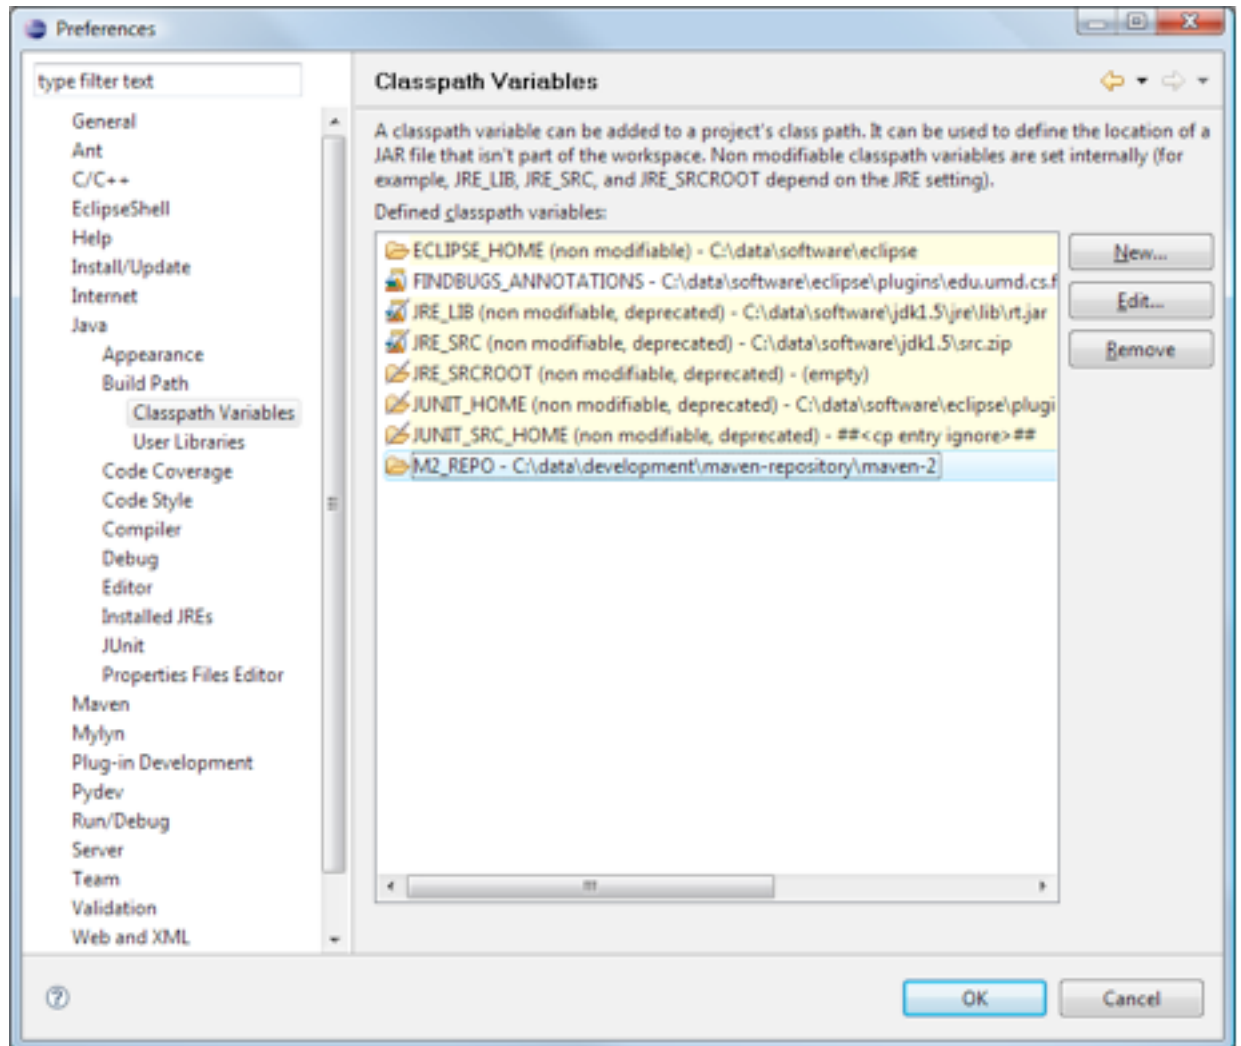 Preferences
type filter text
General
Ant
C/C++
EclipseShell
Help
Install/Update
Internet
Java
Appearance
Build Path
Classpath Variables
User Libraries
Code Coverage
Code Style
Compiler
Debug
Editor
Installed JREs
JUnit
Properties Files Editor
Maven
Mylyn
Plug-in Development
Pydev
Run/Debug
Server
Team
Validation
Web and XML
Classpath Variables
A classpath variable can be added to a project's class path. It can be used to define the location of a
JAR file that isn't part of the workspace. Non modifiable classpath variables are set internally (for
example, JRE_LIB, JRE_SRC, and JRE_SRCROOT depend on the JRE setting).
Defined classpath variables:
ECLIPSE_HOME (non modifiable) - C:\data\software\eclipse
FINDBUGS_ANNOTATIONS - C:\data\software\eclipse\plugins\edu.umd.cs.f
JRE_LIB (non modifiable, deprecated) - C:\data\software\jdk1.5\jre\lib\rt.jar
JRE_SRC (non modifiable, deprecated) - C:\data\software\jdk1.5\src.zip
JRE_SRCROOT (non modifiable, deprecated) - (empty)
JUNIT_HOME (non modifiable, deprecated) - C:\data\software\eclipse\plugi
JUNIT_SRC_HOME (non modifiable, deprecated) - ##<cp entry ignore>##
M2_REPO - C:\data\development\maven-repository\maven-2
New...
Edit...
Remove
OK
Cancel